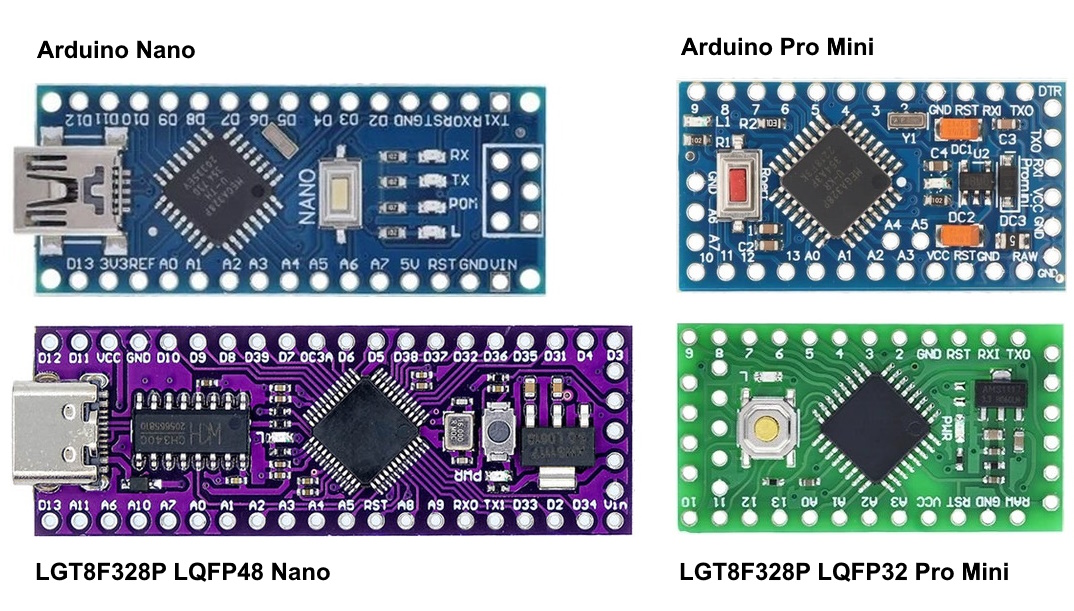 Arduino Nano
Arduino Pro Mini
D12 D11 D10 D9 D8 D7 D6 D5 D4 D3 D2 GND RST RX0 TX1
RX
TX
POW
L
NANO
D13 3V3 REF A0 A1 A2 A3 A4 A5 A6 A7 5V RST GND VIN
9 8 7 6 5 4 3 2 GND RST RXI TXO DTR
L1 R2 Y1 DC1 U2 C3
R1 C4
TXO RXI VCC GND
Promini
GND A6 A7
A4 A5 DC2 DC3
C2
10 11 12 13 A0 A1 A2 A3 VCC RST GND RAW GND
D12 D11 VCC GND D10 D9 D8 D39 D7 OC3A D6 D5 D38 D37 D32 D36 D35 D31 D4 D3
CH340C
205665810
L
16.000
PWR
D13 A11 A6 A10 A7 A0 A1 A2 A3 A4 A5 RST A8 A9 RX0 TX1 D33 D2 D34 Vin
9 8 7 6 5 4 3 2 GND RST RXI TXO
L
AMS1117
PWR
10 11 12 13 A0 A1 A2 A3 VCC RST GND RAW
LGT8F328P LQFP48 Nano
LGT8F328P LQFP32 Pro Mini